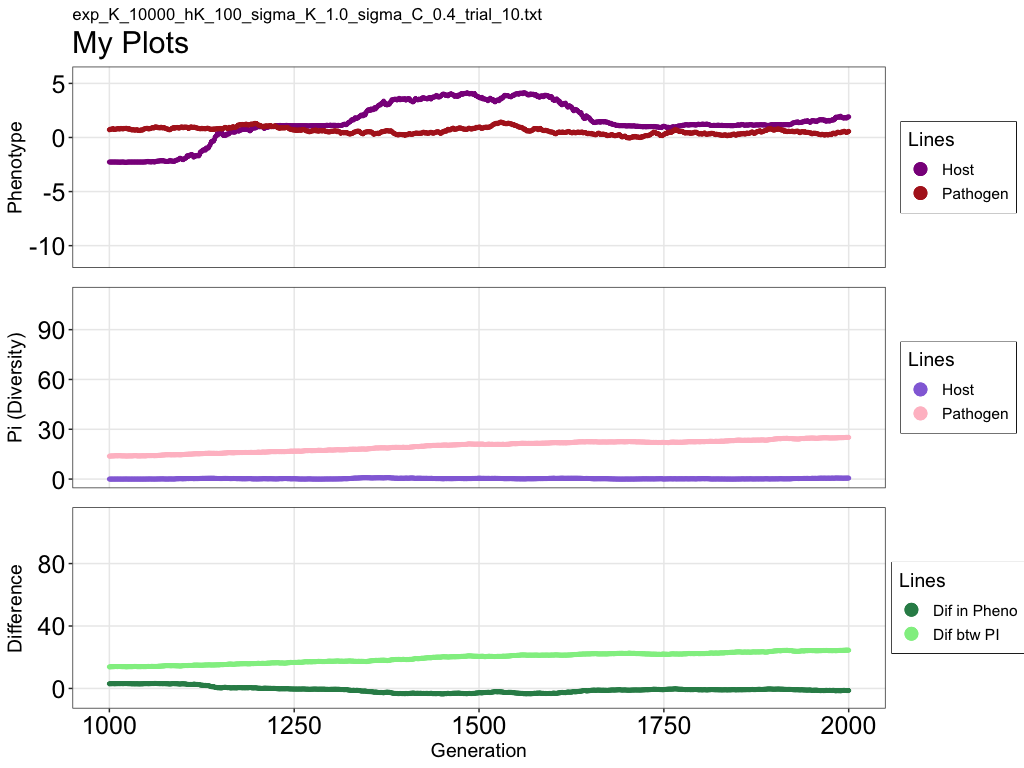 exp_K_10000_hK_100_sigma_K_1.0_sigma_C_0.4_trial_10.txt
My Plots
Phenotype
5
0
-5
-10
Lines
Host
Pathogen
Pi (Diversity)
90
60
30
0
Lines
Host
Pathogen
Difference
80
40
0
Lines
Dif in Pheno
Dif btw PI
1000 1250 1500 1750 2000
Generation